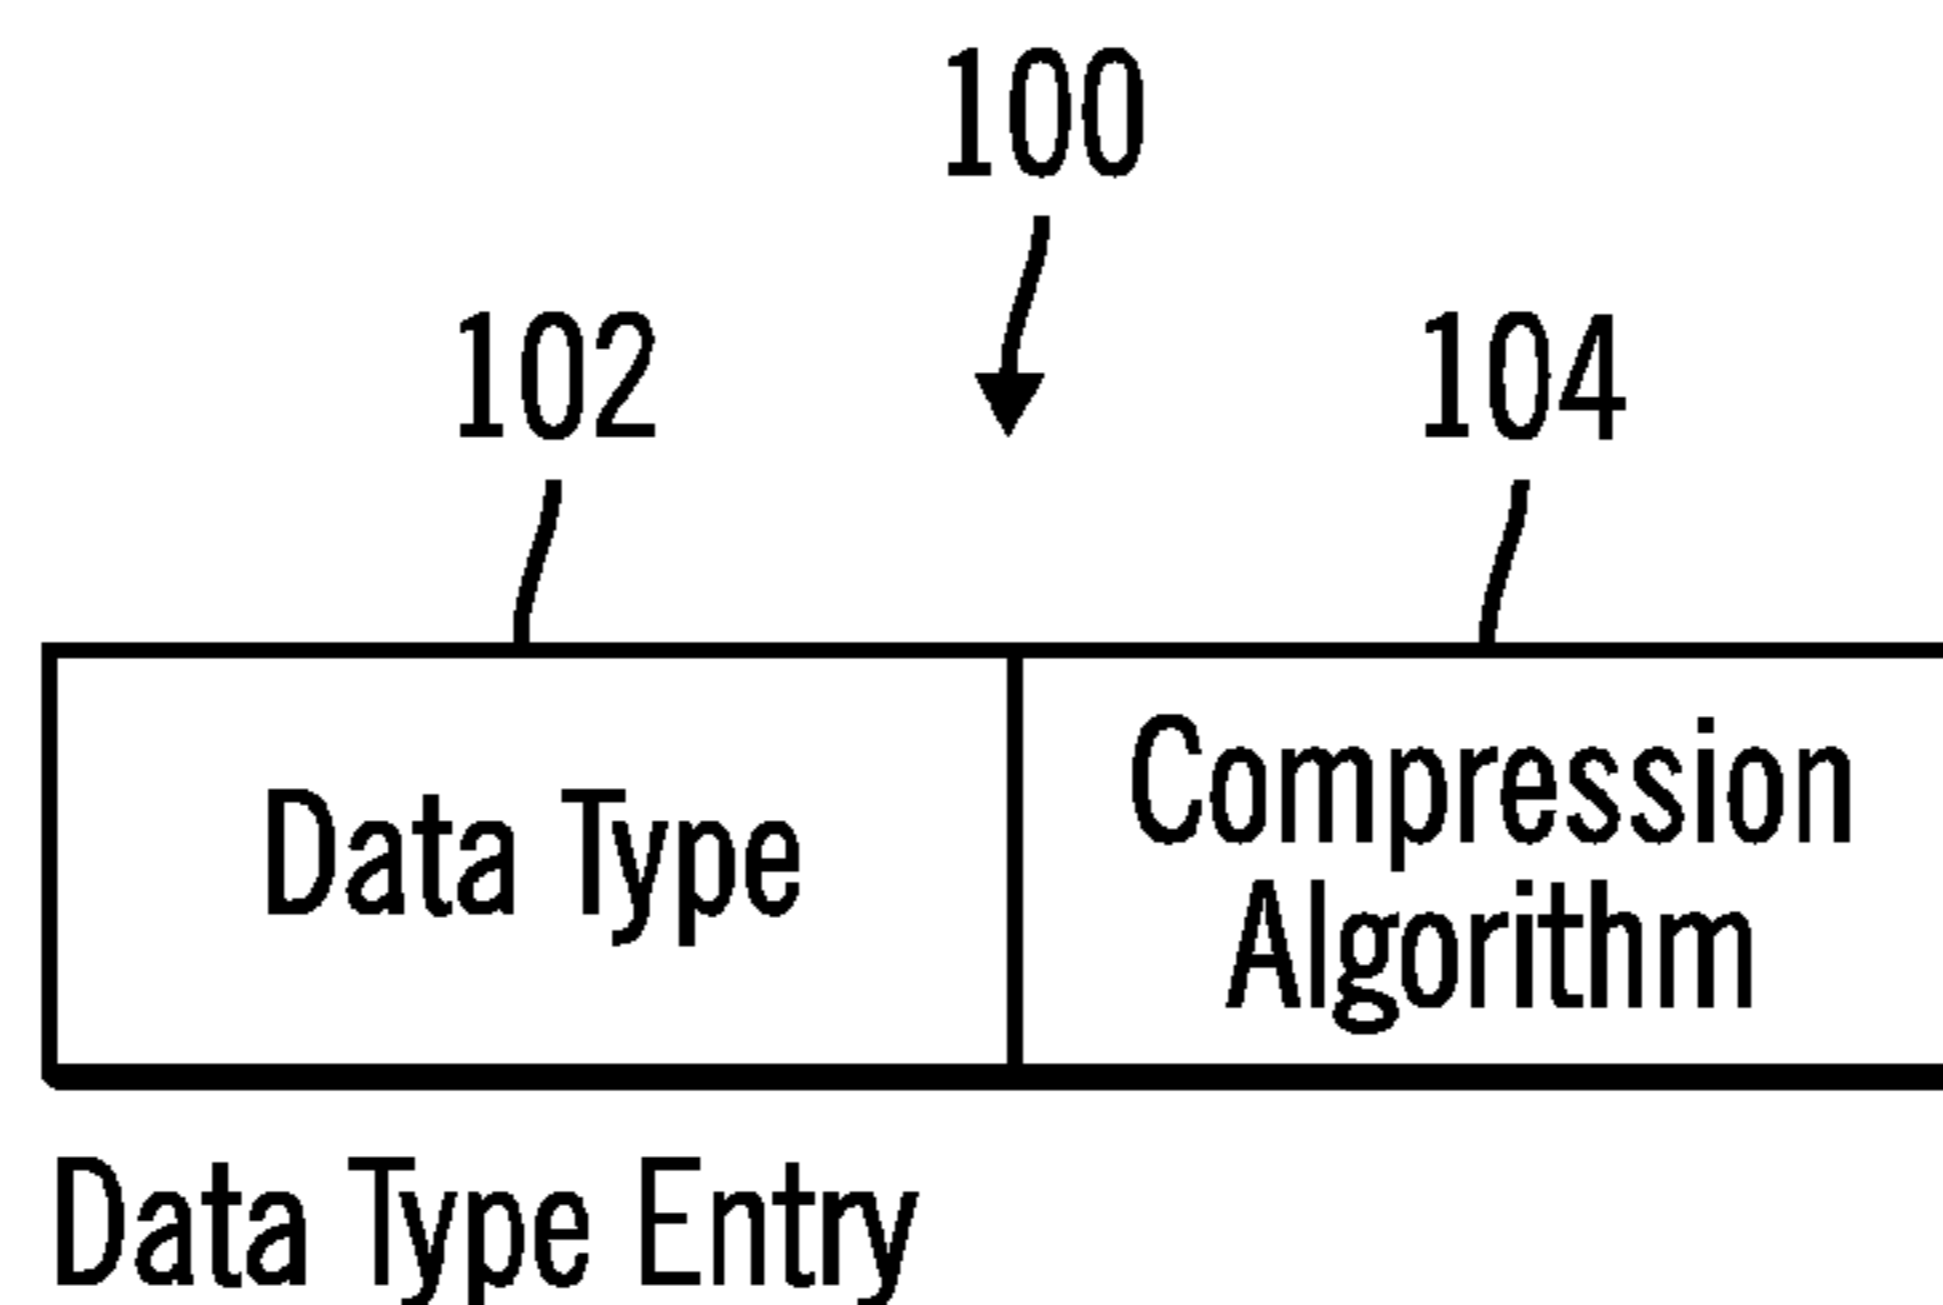 100
102
104
Data Type
Compression
Algorithm
Data Type Entry